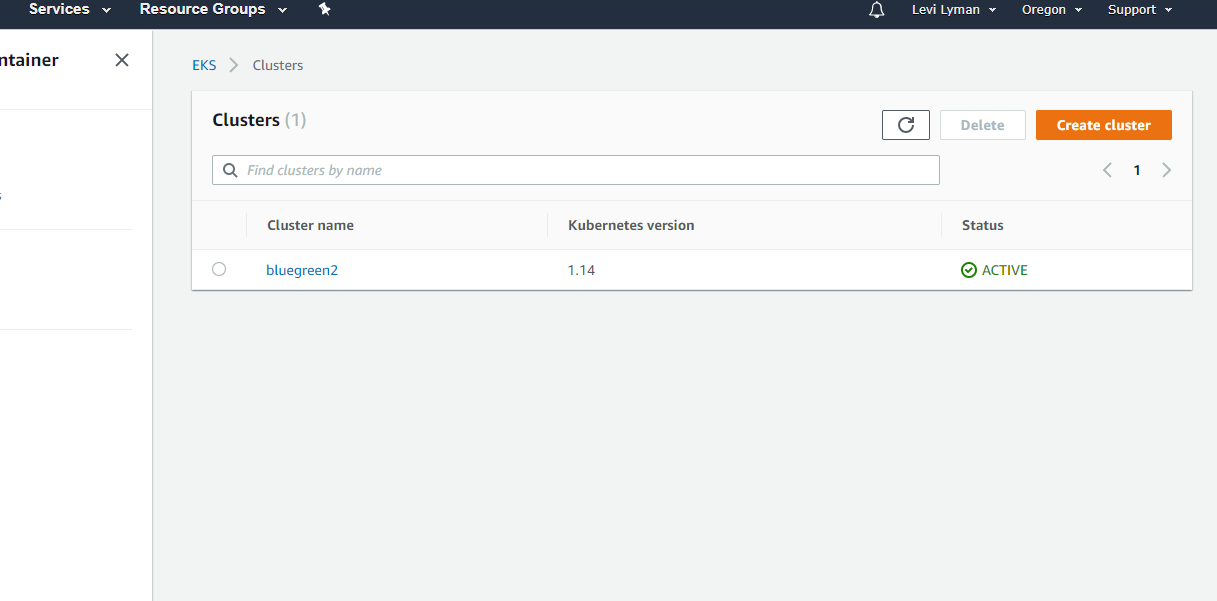 Services Resource Groups Levi Lyman Oregon Support
ntainer
EKS Clusters
Clusters (1)
Delete Create cluster
Find clusters by name
1
Cluster name Kubernetes version Status
bluegreen2 1.14 ACTIVE